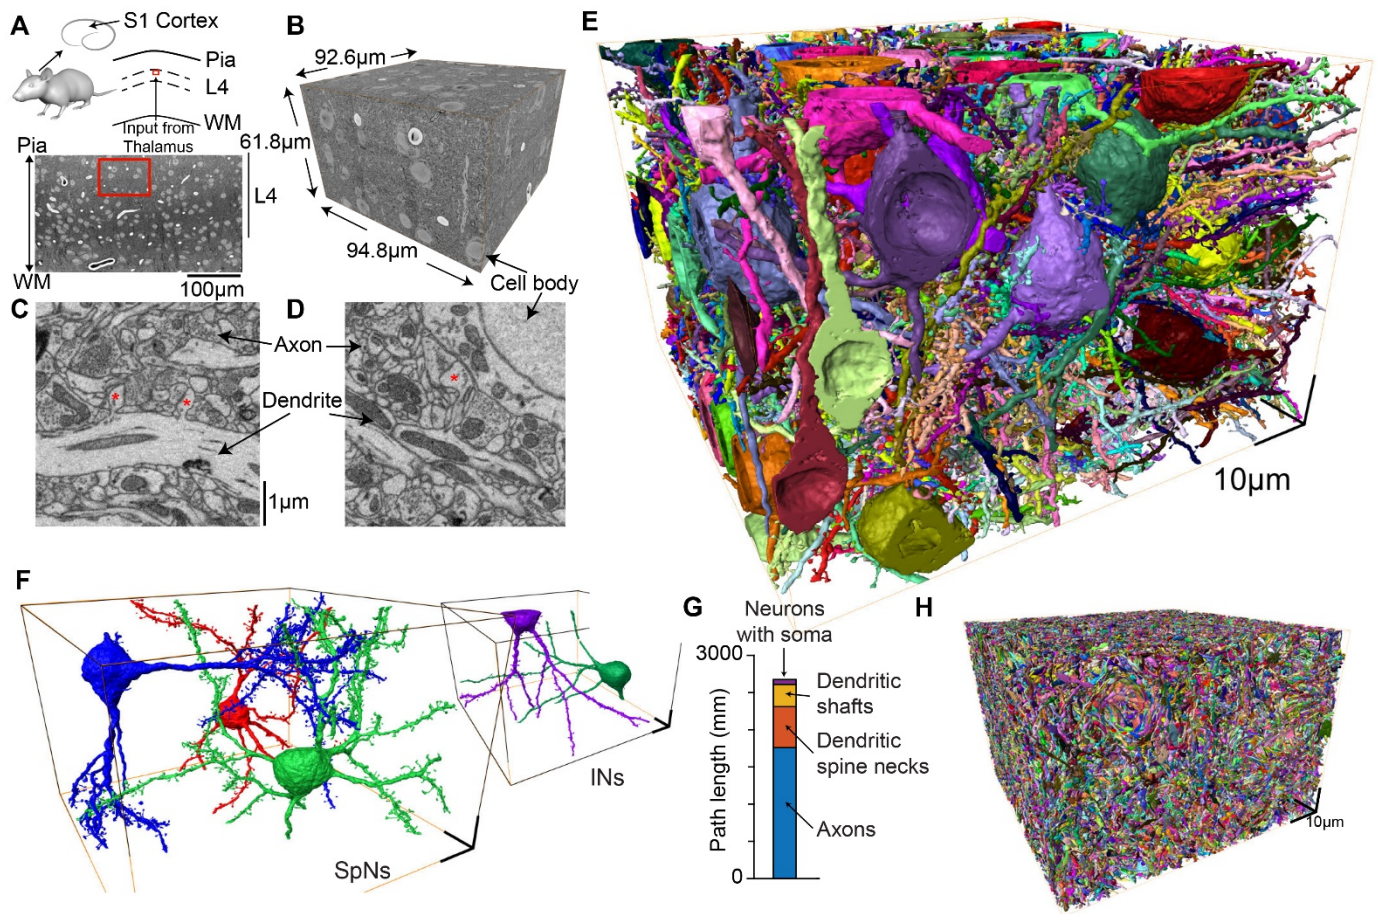 A
S1 Cortex
Pia
L4
WM
Input from
Thalamus
Pia
L4
WM
100µm
B
92.6µm
61.8µm
94.8µm
Cell body
C
D
Axon
*
*
*
Dendrite
1µm
E
10µm
F
SpNs
INs
G
Neurons
with soma
3000
Path length (mm)
0
Dendritic
shafts
Dendritic
spine necks
Axons
H
10µm